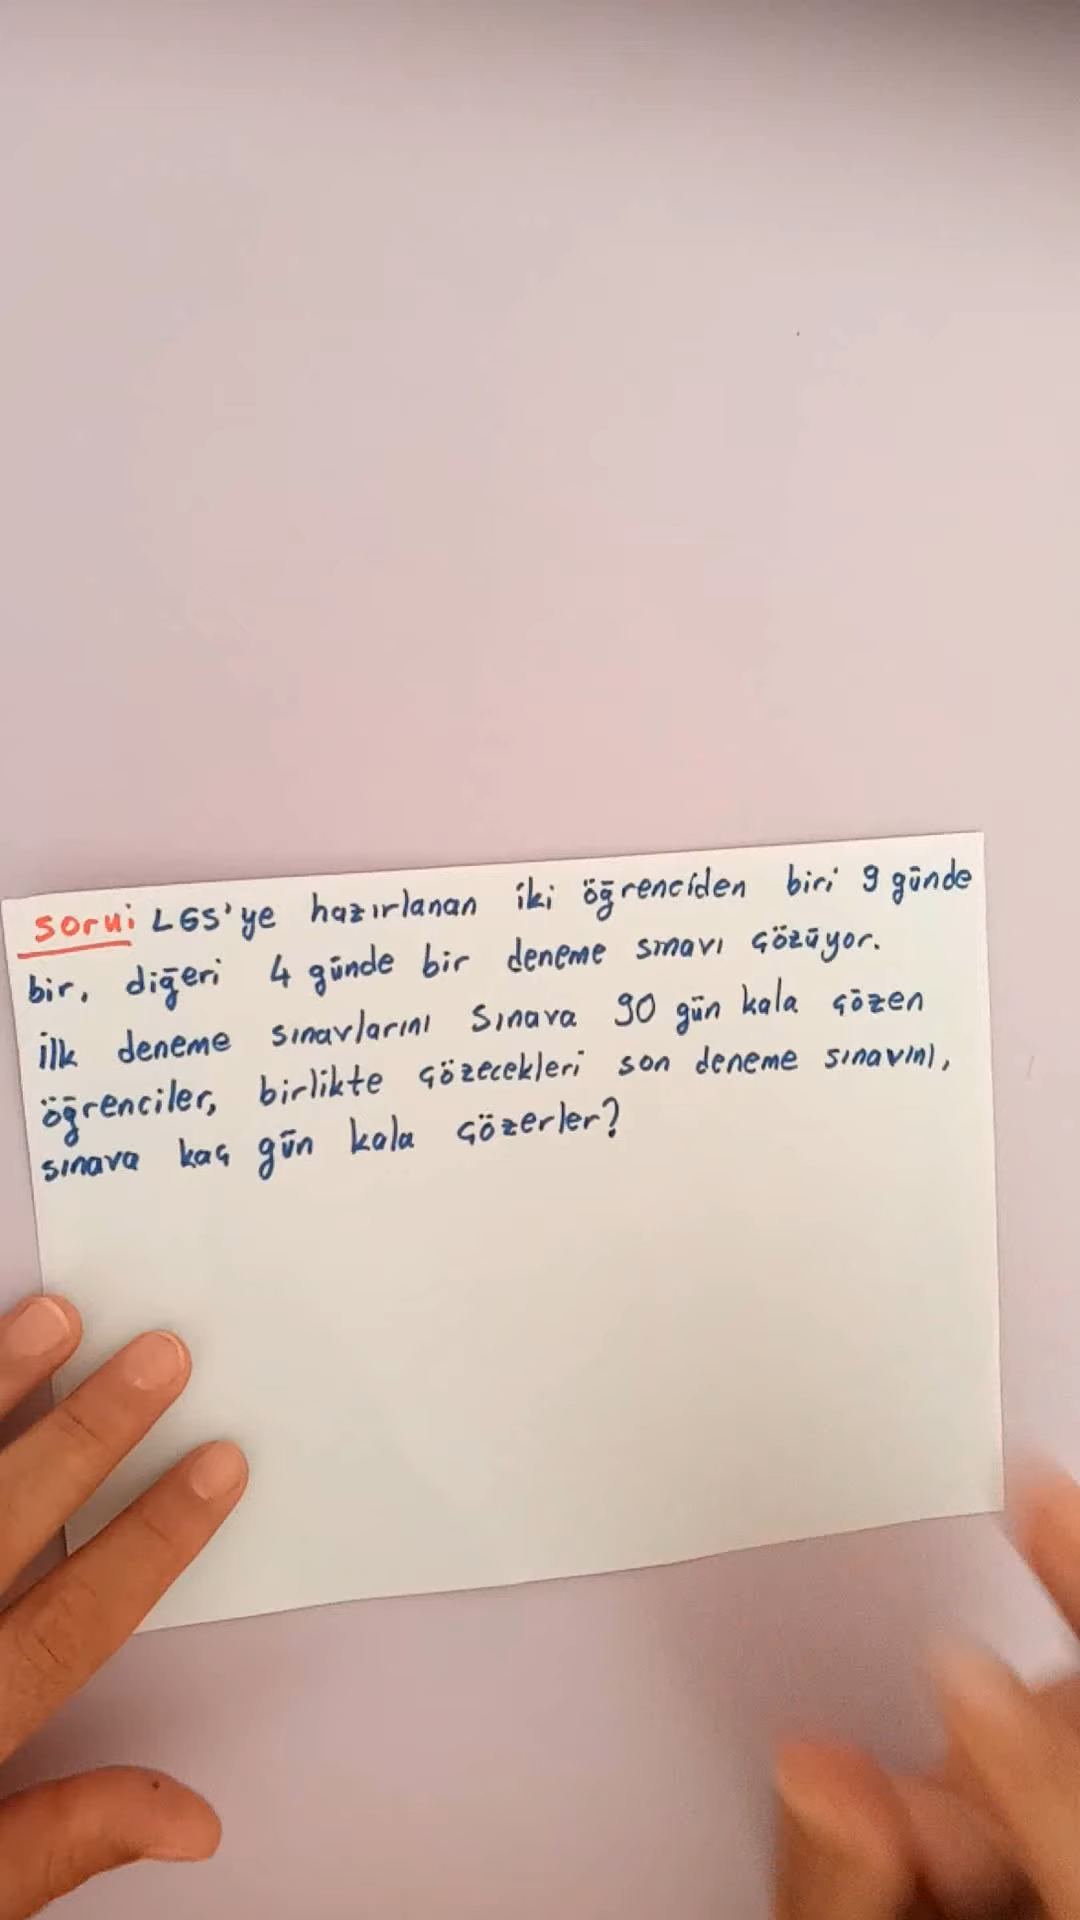 soru: LGS'ye hazırlanan iki öğrenciden biri 9 günde
bir, diğeri 4 günde bir deneme sınavı çözüyor.
ilk deneme sınavlarını sınava 90 gün kala çözen
öğrenciler, birlikte çözecekleri son deneme sınavını,
sınava kaç gün kala çözerler?